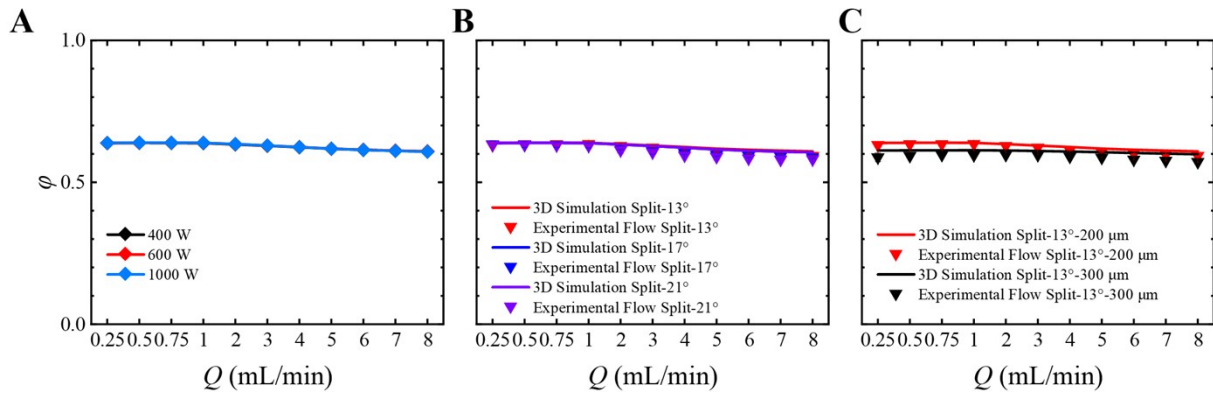 A
1.0
0.5
0.0
φ
400 W
600 W
1000 W
0.25 0.5 0.75 1 2 3 4 5 6 7 8
Q (mL/min)
B
3D Simulation Split-13°
Experimental Flow Split-13°
3D Simulation Split-17°
Experimental Flow Split-17°
3D Simulation Split-21°
Experimental Flow Split-21°
0.25 0.5 0.75 1 2 3 4 5 6 7 8
Q (mL/min)
C
3D Simulation Split-13°-200 μm
Experimental Flow Split-13°-200 μm
3D Simulation Split-13°-300 μm
Experimental Flow Split-13°-300 μm
0.25 0.5 0.75 1 2 3 4 5 6 7 8
Q (mL/min)